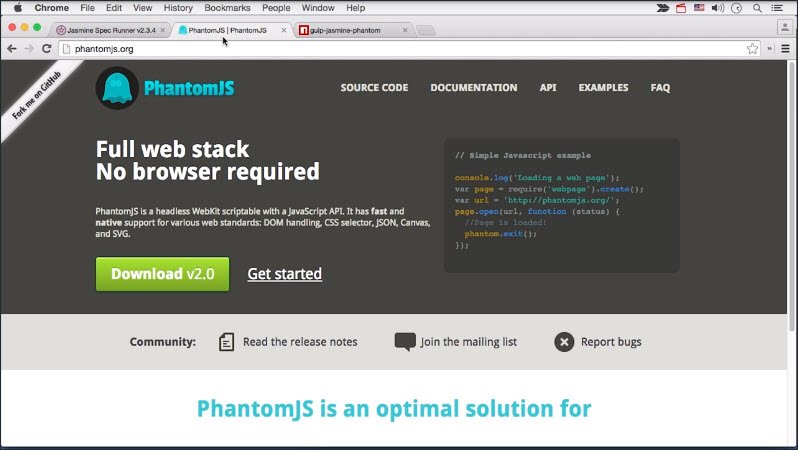 Chrome File Edit View History Bookmarks People Window Help
Jasmine Spec Runner v2.3.4
PhantomJS | PhantomJS
gulp-jasmine-phantom
phantomjs.org
Fork me on GitHub
PhantomJS
SOURCE CODE DOCUMENTATION API EXAMPLES FAQ
Full web stack
No browser required
PhantomJS is a headless WebKit scriptable with a JavaScript API. It has fast and
native support for various web standards: DOM handling, CSS selector, JSON, Canvas,
and SVG.
Download v2.0 Get started
// Simple Javascript example
console.log('Loading a web page');
var page = require('webpage').create();
var url = 'http://phantomjs.org/';
page.open(url, function (status) {
//Page is loaded!
phantom.exit();
});
Community: Read the release notes Join the mailing list Report bugs
PhantomJS is an optimal solution for